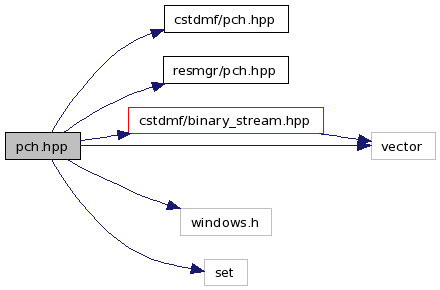 cstdmf/pch.hpp
resmgr/pch.hpp
cstdmf/binary_stream.hpp
pch.hpp
vector
windows.h
set